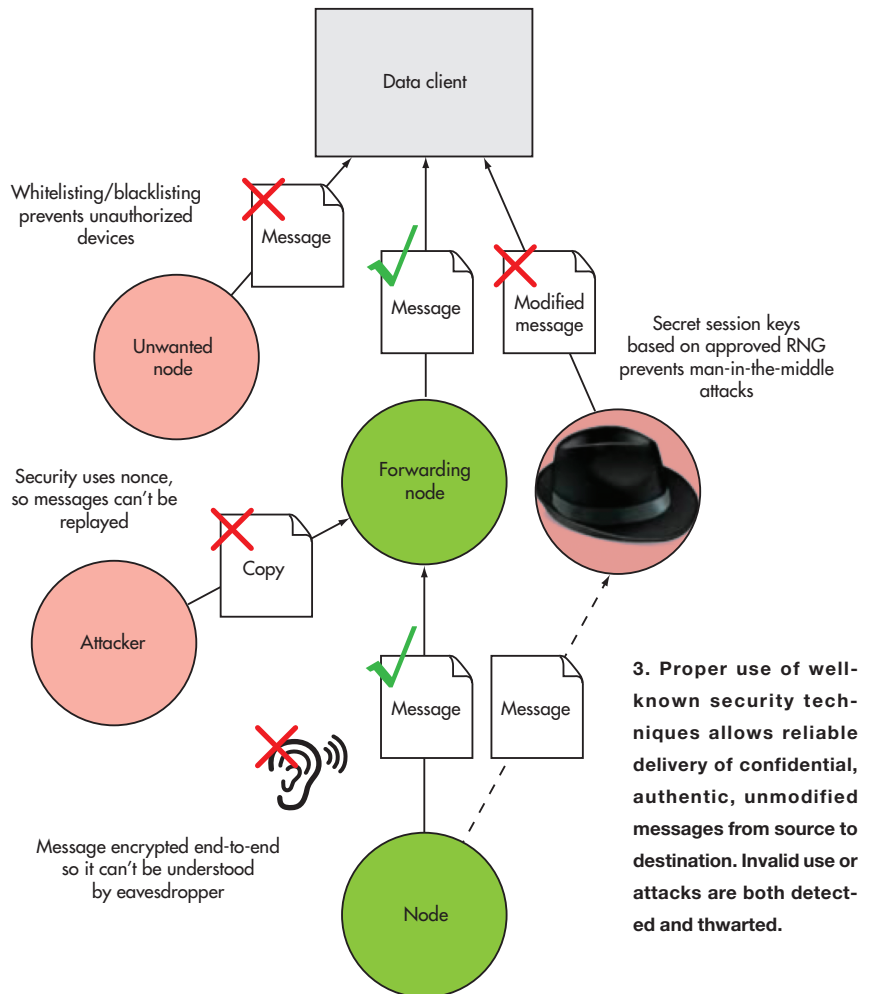 Data client
Whitelisting/blacklisting
prevents unauthorized
devices
Message
Message
Modified
message
Unwanted
node
Secret session keys
based on approved RNG
prevents man-in-the-middle
attacks
Forwarding
node
Security uses nonce,
so messages can't be
replayed
Copy
Attacker
Message
Message
3. Proper use of well-
known security tech-
niques allows reliable
delivery of confidential,
authentic, unmodified
messages from source to
destination. Invalid use or
attacks are both detect-
ed and thwarted.
Message encrypted end-to-end
so it can't be understood
by eavesdropper
Node